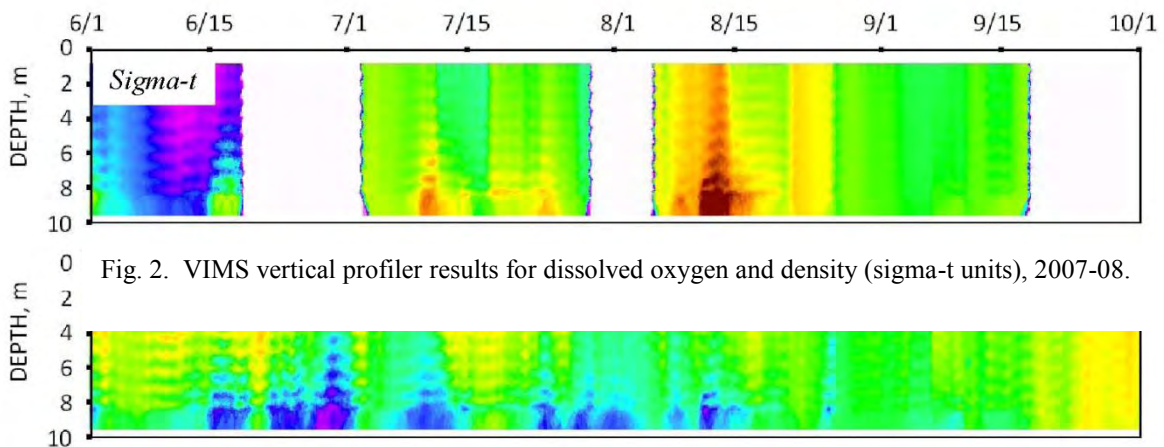 6/1 6/15 7/1 7/15 8/1 8/15 9/1 9/15 10/1
0
Sigma-t
2
4
6
8
10
DEPTH, m
Fig. 2. VIMS vertical profiler results for dissolved oxygen and density (sigma-t units), 2007-08.
0
2
4
6
8
10
DEPTH, m